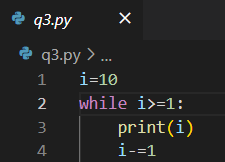 q3.py ×
q3.py > ...
1 i=10
2 while i>=1:
3     print(i)
4     i-=1